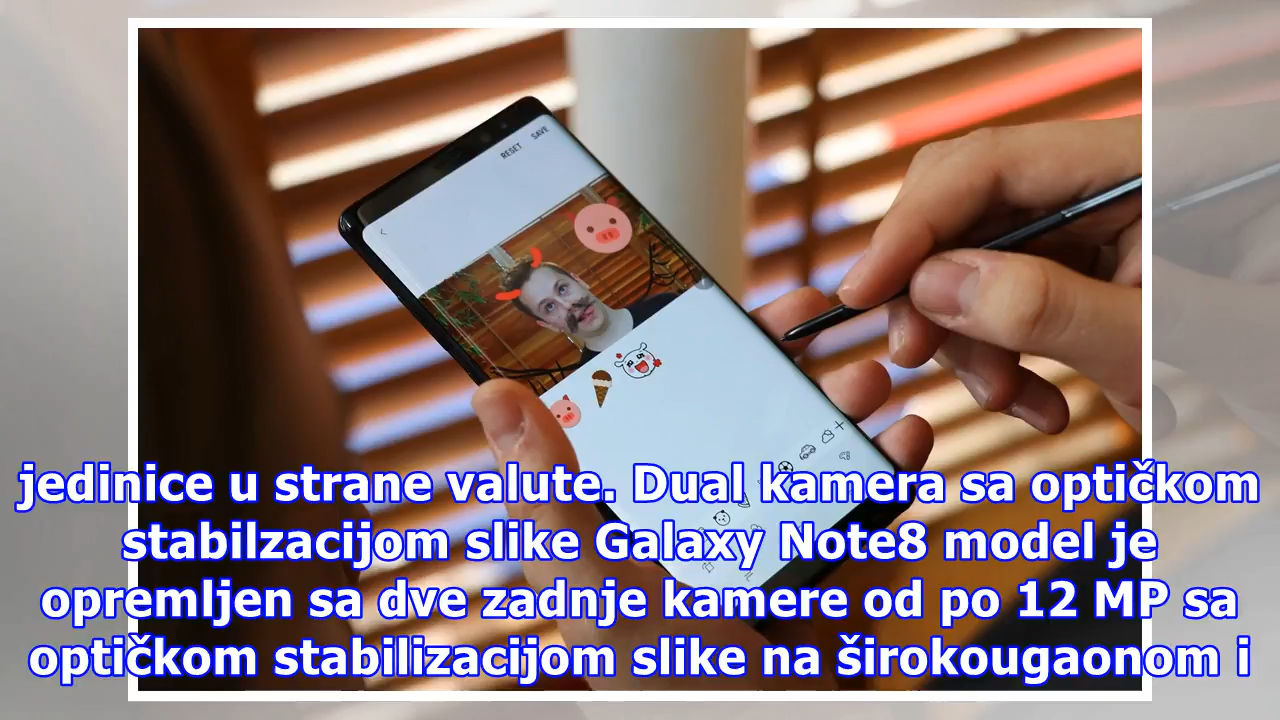 RESET SAVE
jedinice u strane valute. Dual kamera sa optičkom
stabilzacijom slike Galaxy Note8 model je
opremljen sa dve zadnje kamere od po 12 MP sa
optičkom stabilizacijom slike na širokougaonom i